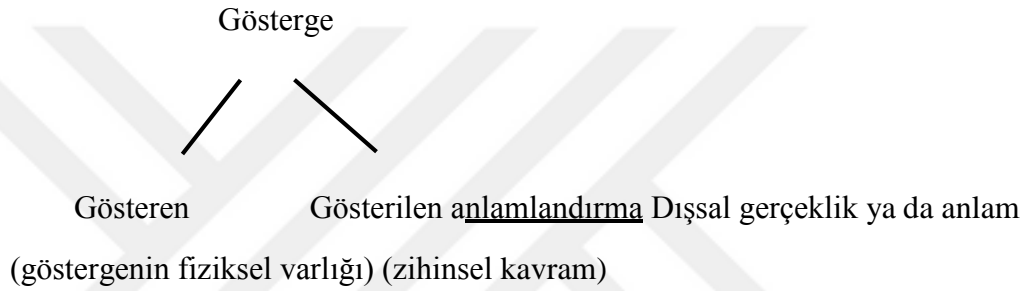 Gösterge
Gösteren Gösterilen anlamlandırma Dışsal gerçeklik ya da anlam
(göstergenin fiziksel varlığı) (zihinsel kavram)